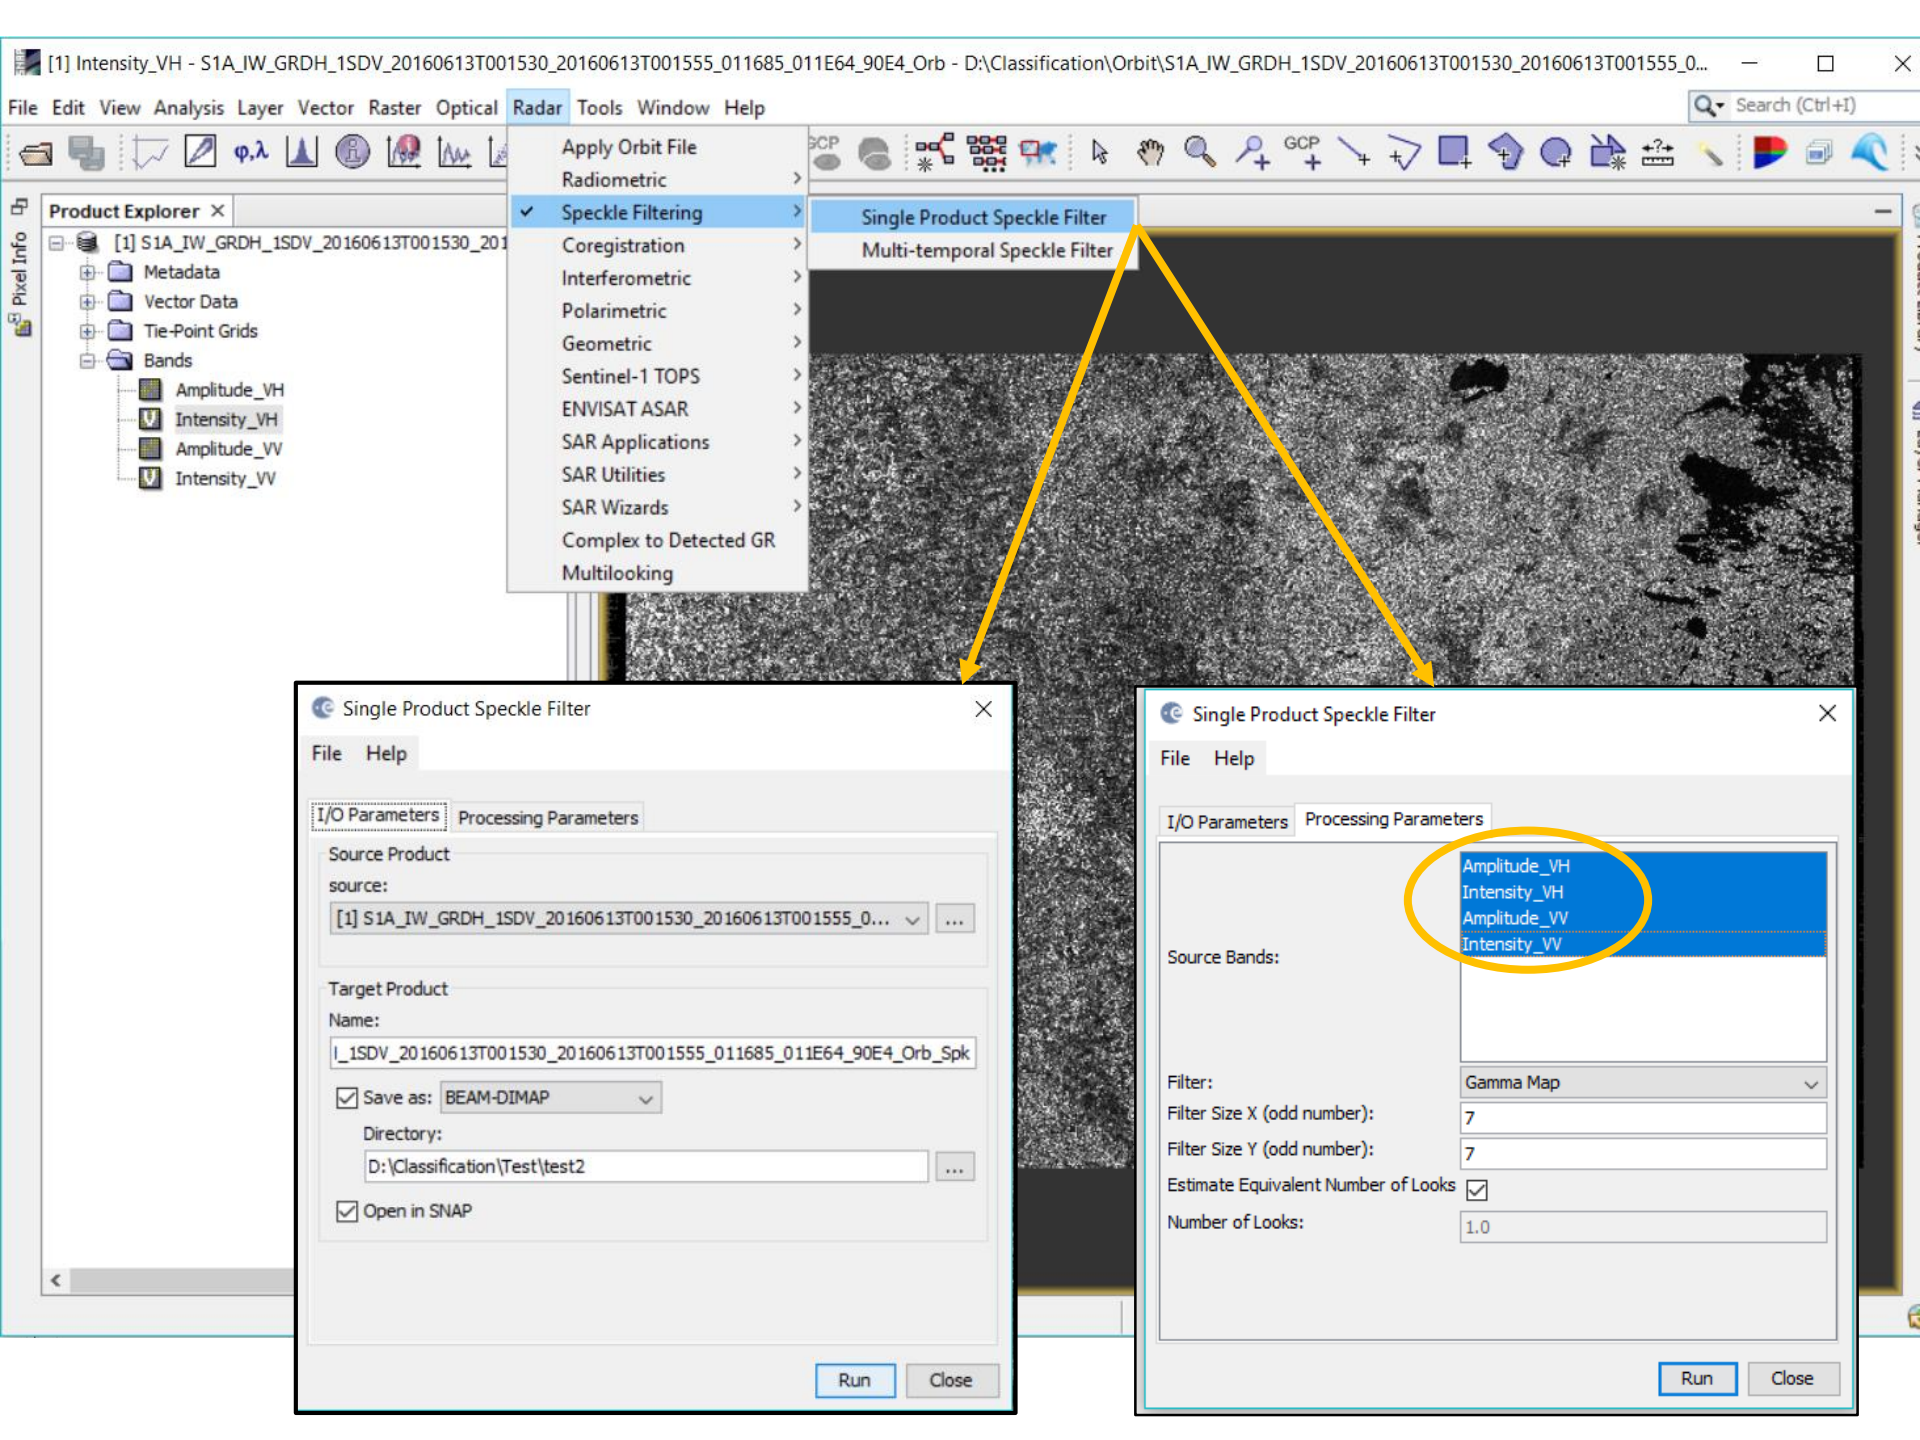 [1] Intensity_VH - S1A_IW_GRDH_1SDV_20160613T001530_20160613T001555_011685_011E64_90E4_Orb - D:\Classification\Orbit\S1A_IW_GRDH_1SDV_20160613T001530_20160613T001555_0...
File Edit View Analysis Layer Vector Raster Optical Radar Tools Window Help
Search (Ctrl+I)
φ,λ
GCP
GCP
+?+
Pixel Info
Product Explorer
[1] S1A_IW_GRDH_1SDV_20160613T001530_201
Metadata
Vector Data
Tie-Point Grids
Bands
Amplitude_VH
Intensity_VH
Amplitude_VV
Intensity_VV
Apply Orbit File
Radiometric
Speckle Filtering
Coregistration
Interferometric
Polarimetric
Geometric
Sentinel-1 TOPS
ENVISAT ASAR
SAR Applications
SAR Utilities
SAR Wizards
Complex to Detected GR
Multilooking
Single Product Speckle Filter
Multi-temporal Speckle Filter
Single Product Speckle Filter
File Help
I/O Parameters Processing Parameters
Source Product
source:
[1] S1A_IW_GRDH_1SDV_20160613T001530_20160613T001555_0... ...
Target Product
Name:
I_1SDV_20160613T001530_20160613T001555_011685_011E64_90E4_Orb_Spk
Save as: BEAM-DIMAP
Directory:
D:\Classification\Test\test2 ...
Open in SNAP
Run Close
Single Product Speckle Filter
File Help
I/O Parameters Processing Parameters
Source Bands:
Amplitude_VH
Intensity_VH
Amplitude_VV
Intensity_VV
Filter: Gamma Map
Filter Size X (odd number): 7
Filter Size Y (odd number): 7
Estimate Equivalent Number of Looks
Number of Looks: 1.0
Run Close